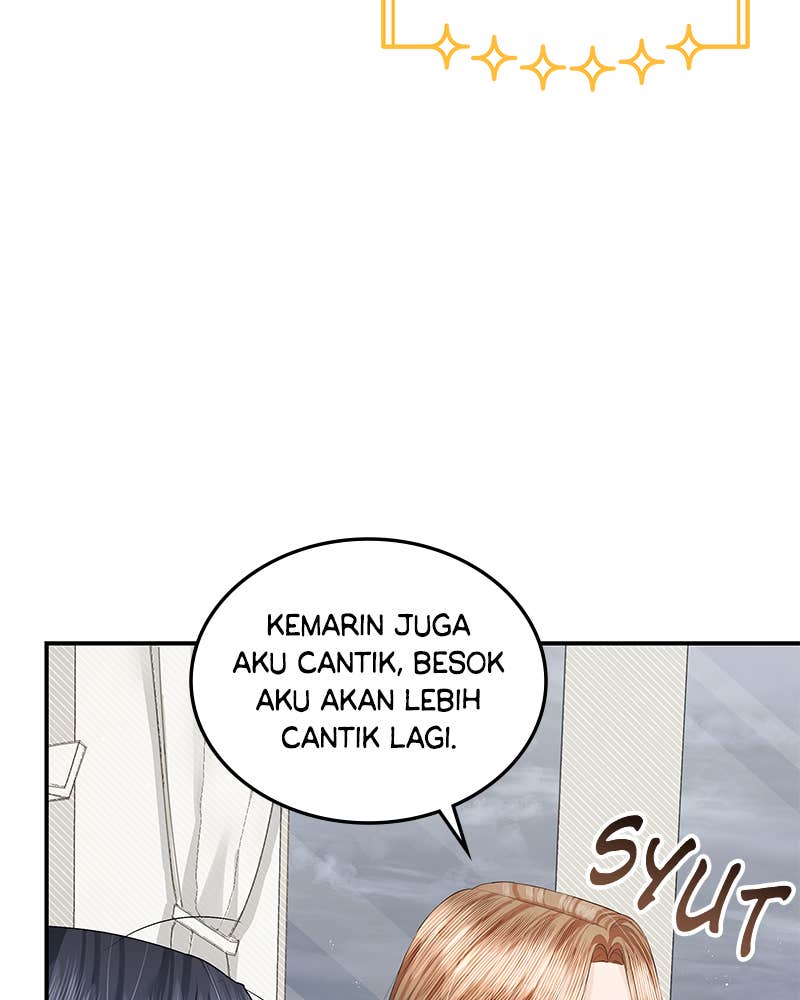 KEMARIN JUGA
AKU CANTIK, BESOK
AKU AKAN LEBIH
CANTIK LAGI.
SYUT